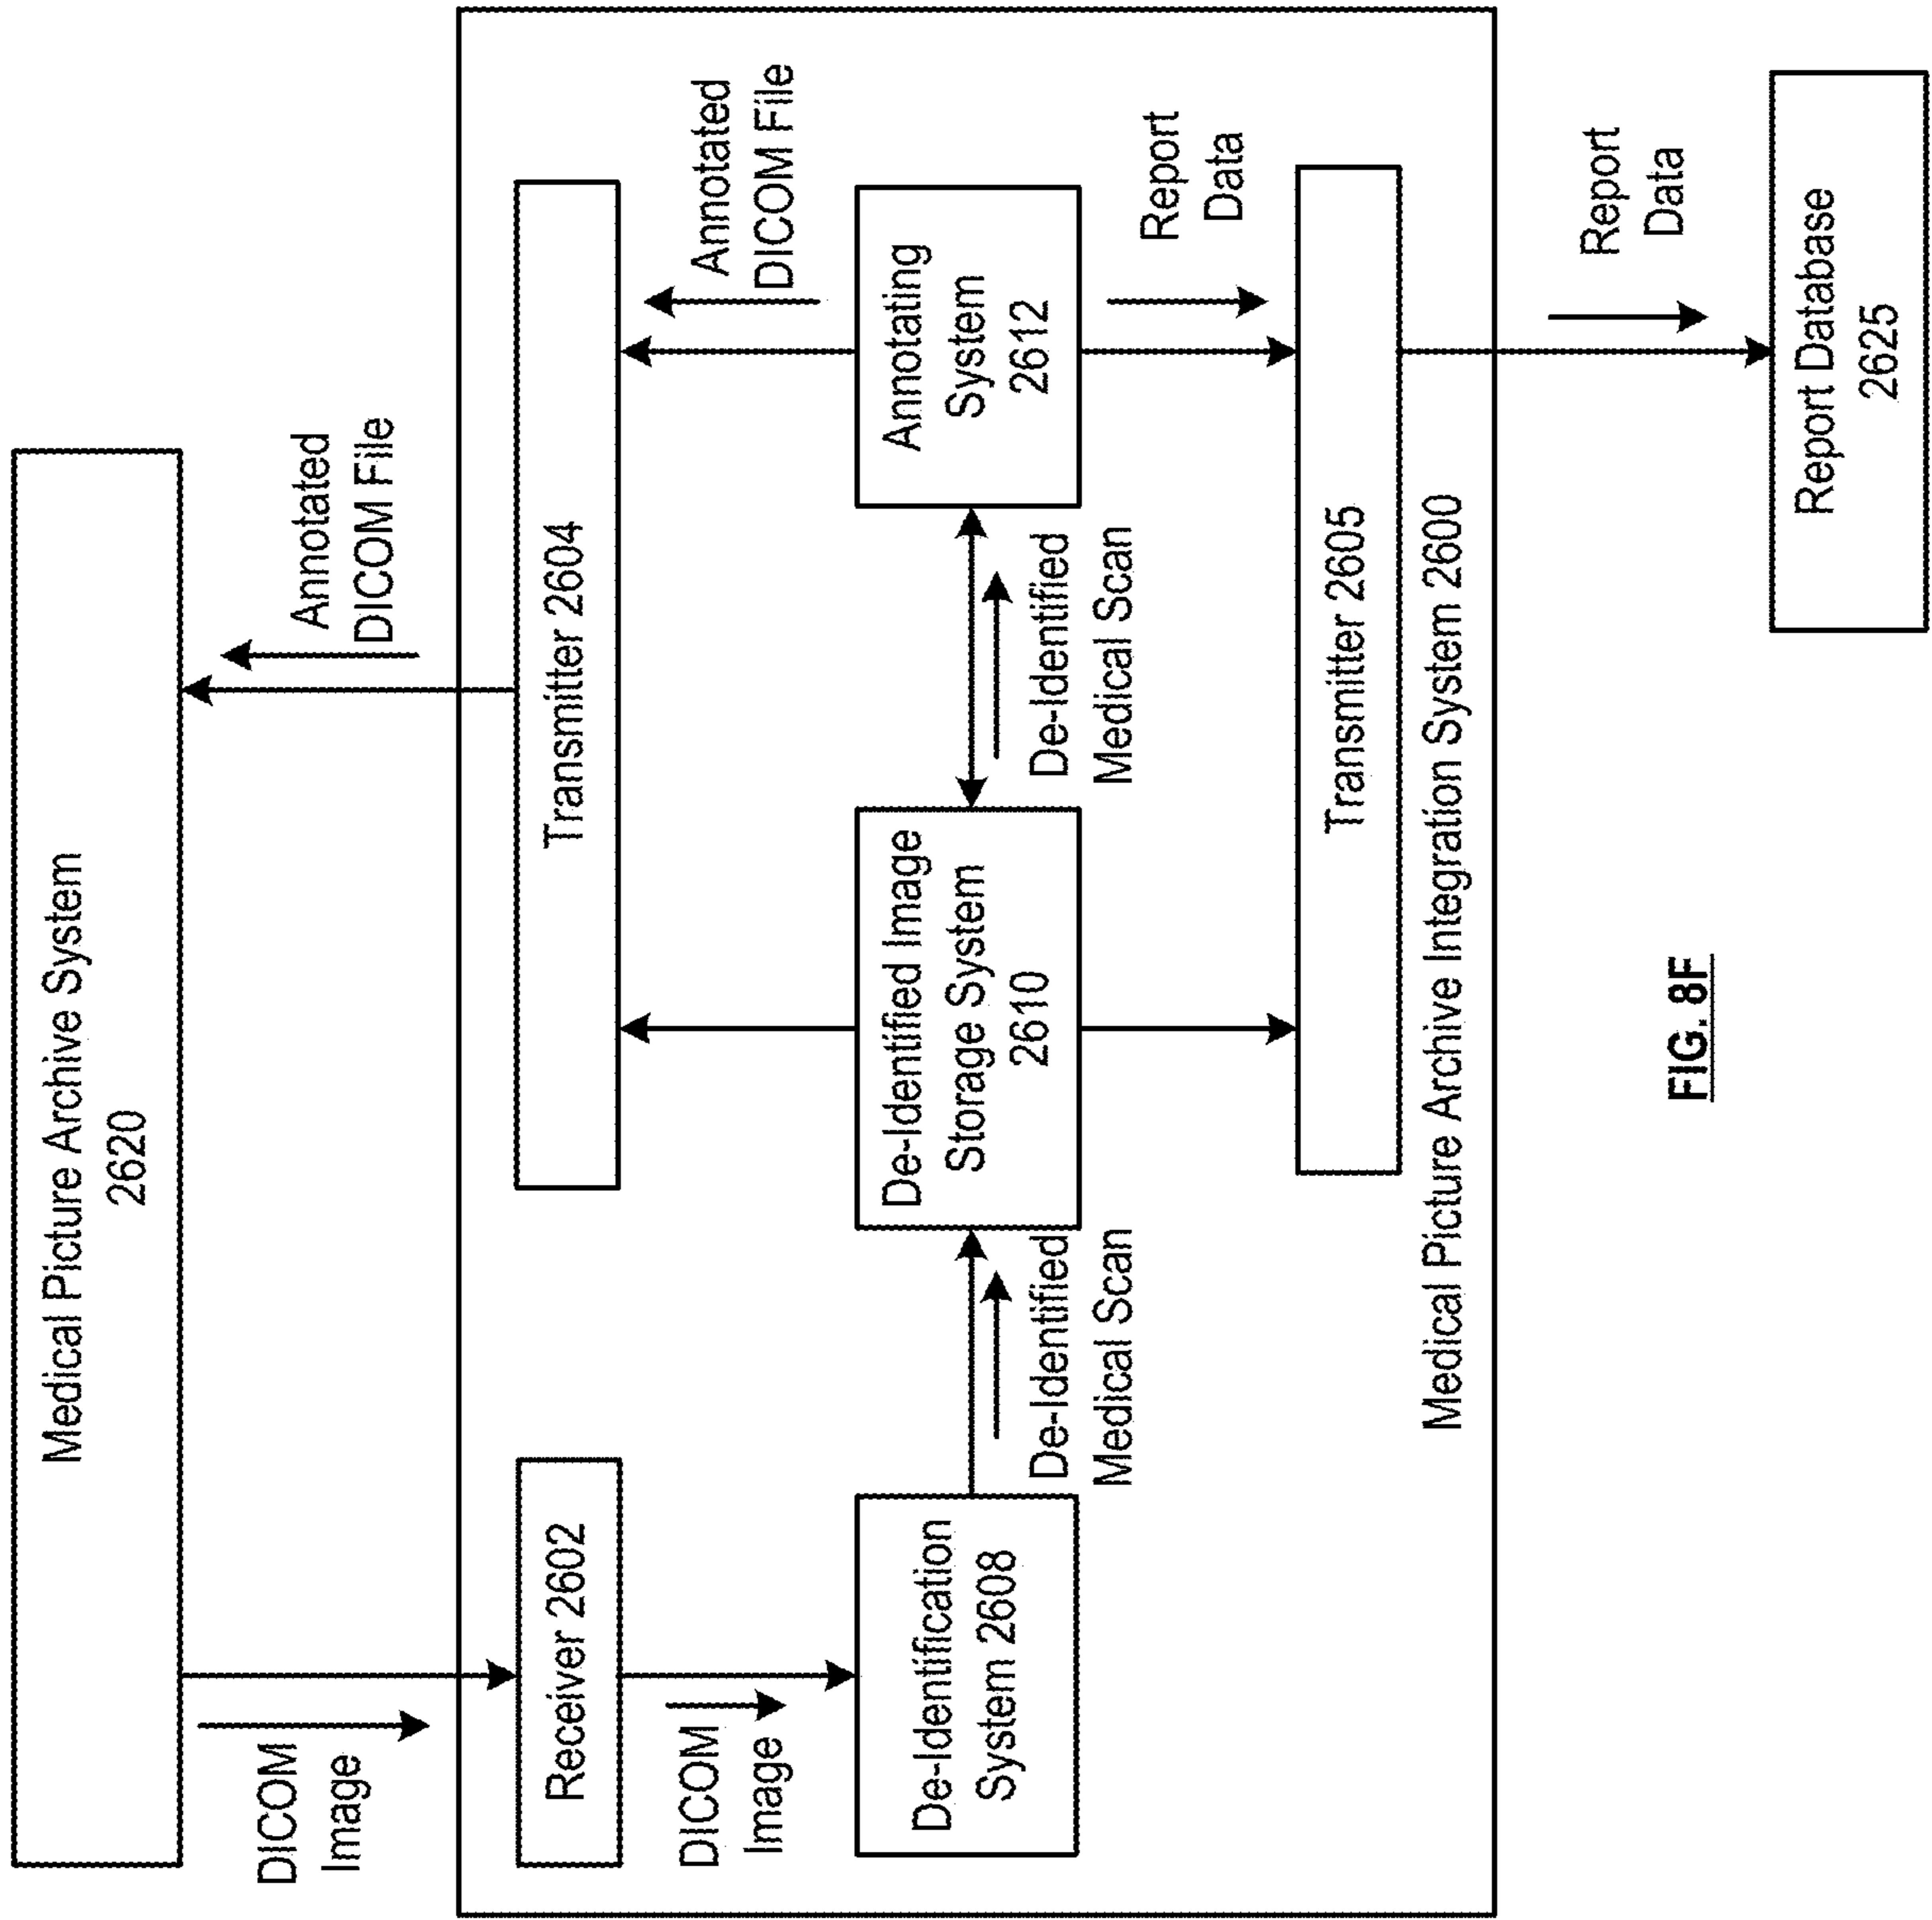 Medical Picture Archive System
2620
DICOM
Image
Annotated
DICOM File
Receiver 2602
Transmitter 2604
DICOM
Image
Annotated
DICOM File
De-Identification
System 2608
De-Identified
Medical Scan
De-Identified Image
Storage System
2610
De-Identified
Medical Scan
Annotating
System
2612
Report
Data
Transmitter 2605
Medical Picture Archive Integration System 2600
Report
Data
Report Database
2625
FIG. 8F